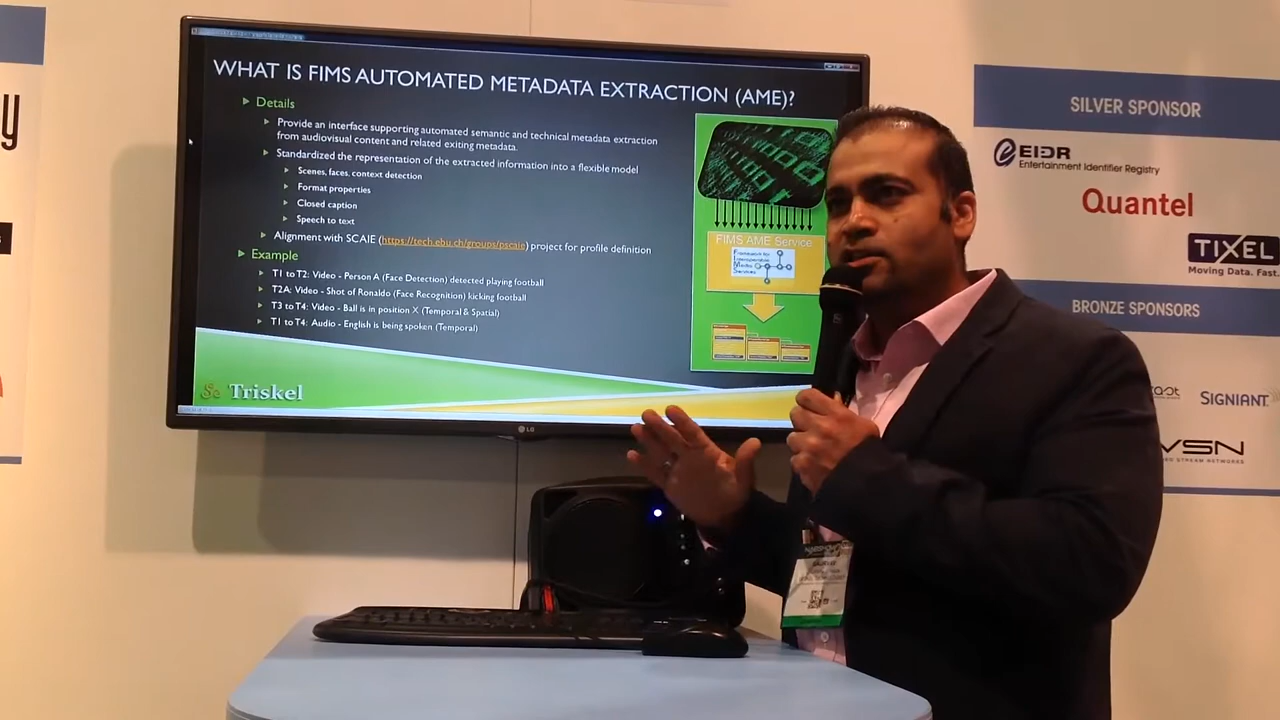 y
WHAT IS FIMS AUTOMATED METADATA EXTRACTION (AME)?
Details
Provide an interface supporting automated semantic and technical metadata extraction
from audiovisual content and related exiting metadata.
Standardized the representation of the extracted information into a flexible model
Scenes, faces, context detection
Format properties
Closed caption
Speech to text
Alignment with SCAIE (https://tech.ebu.ch/groups/pscaie) project for profile definition
Example
T1 to T2: Video - Person A (Face Detection) detected playing football
T2A: Video - Shot of Ronaldo (Face Recognition) kicking football
T3 to T4: Video - Ball is in position X (Temporal & Spatial)
T1 to T4: Audio - English is being spoken (Temporal)
FIMS AME Service
Framework for
Interoperable
Media
Services
Triskel
LG
SILVER SPONSOR
EIDR
Entertainment Identifier Registry
Quantel
TIXEL
Moving Data. Fast.
BRONZE SPONSORS
SIGNIANT
VSN